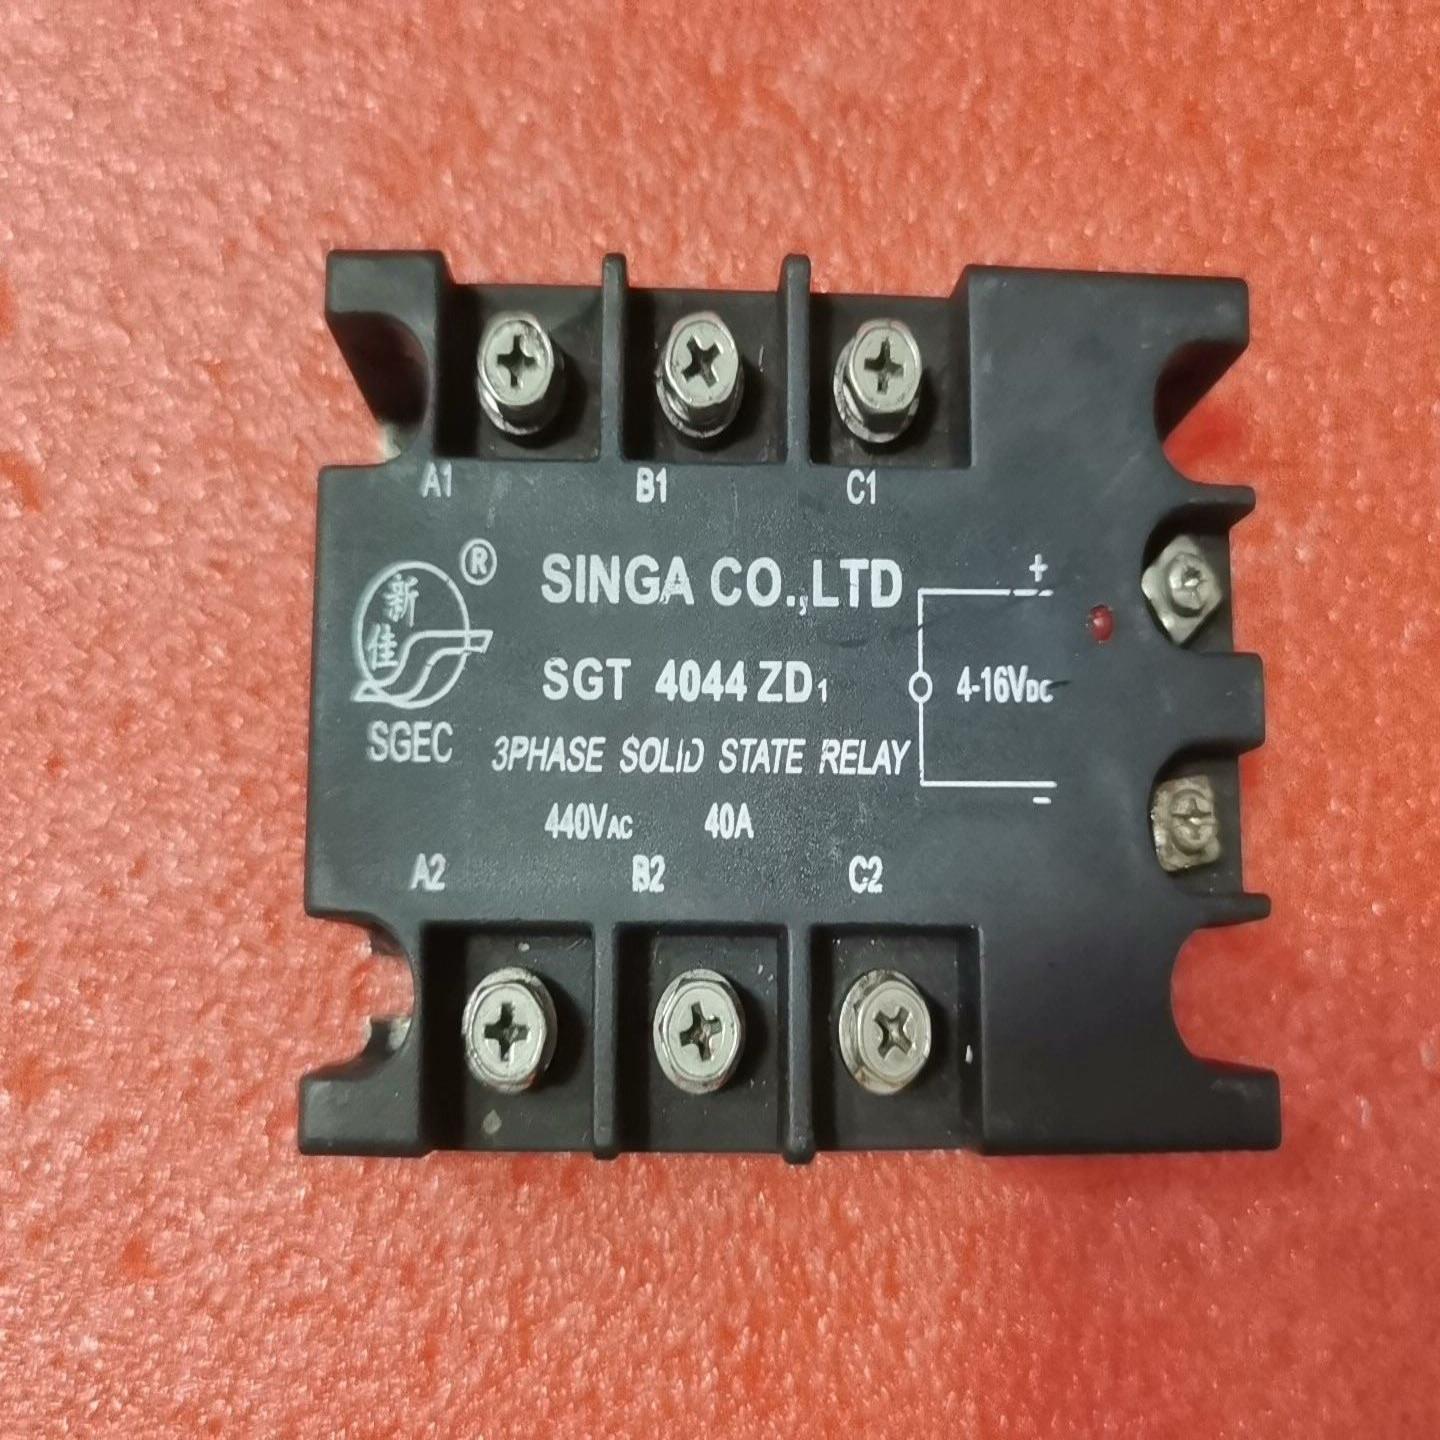 A1 B1 C1
®
新佳
SGEC
SINGA CO.,LTD
SGT 4044 ZD1
3PHASE SOLID STATE RELAY
440VAC 40A
+
4-16VDC
-
A2 B2 C2